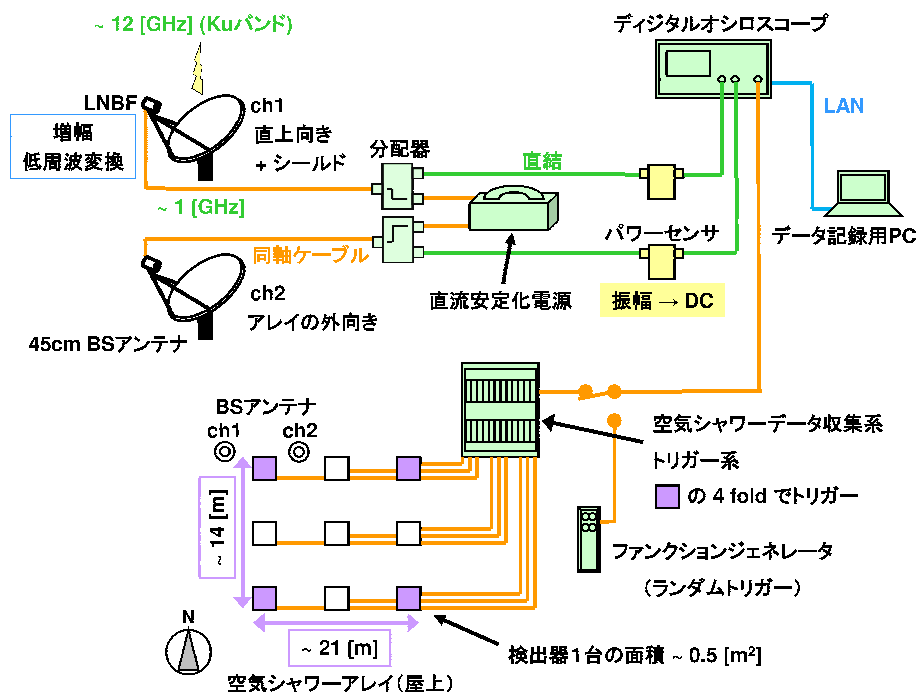 ~ 12 [GHz] (Kuバンド)
ディジタルオシロスコープ
LNBF
ch1
増幅
低周波変換
直上向き
+ シールド
分配器
直結
LAN
~ 1 [GHz]
データ記録用PC
同軸ケーブル
パワーセンサ
ch2
アレイの外向き
直流安定化電源
振幅 → DC
45cm BSアンテナ
BSアンテナ
ch1
ch2
空気シャワーデータ収集系
トリガー系
の 4 fold でトリガー
~ 14 [m]
ファンクションジェネレータ
(ランダムトリガー)
N
~ 21 [m]
検出器1台の面積 ~ 0.5 [m²]
空気シャワーアレイ(屋上)